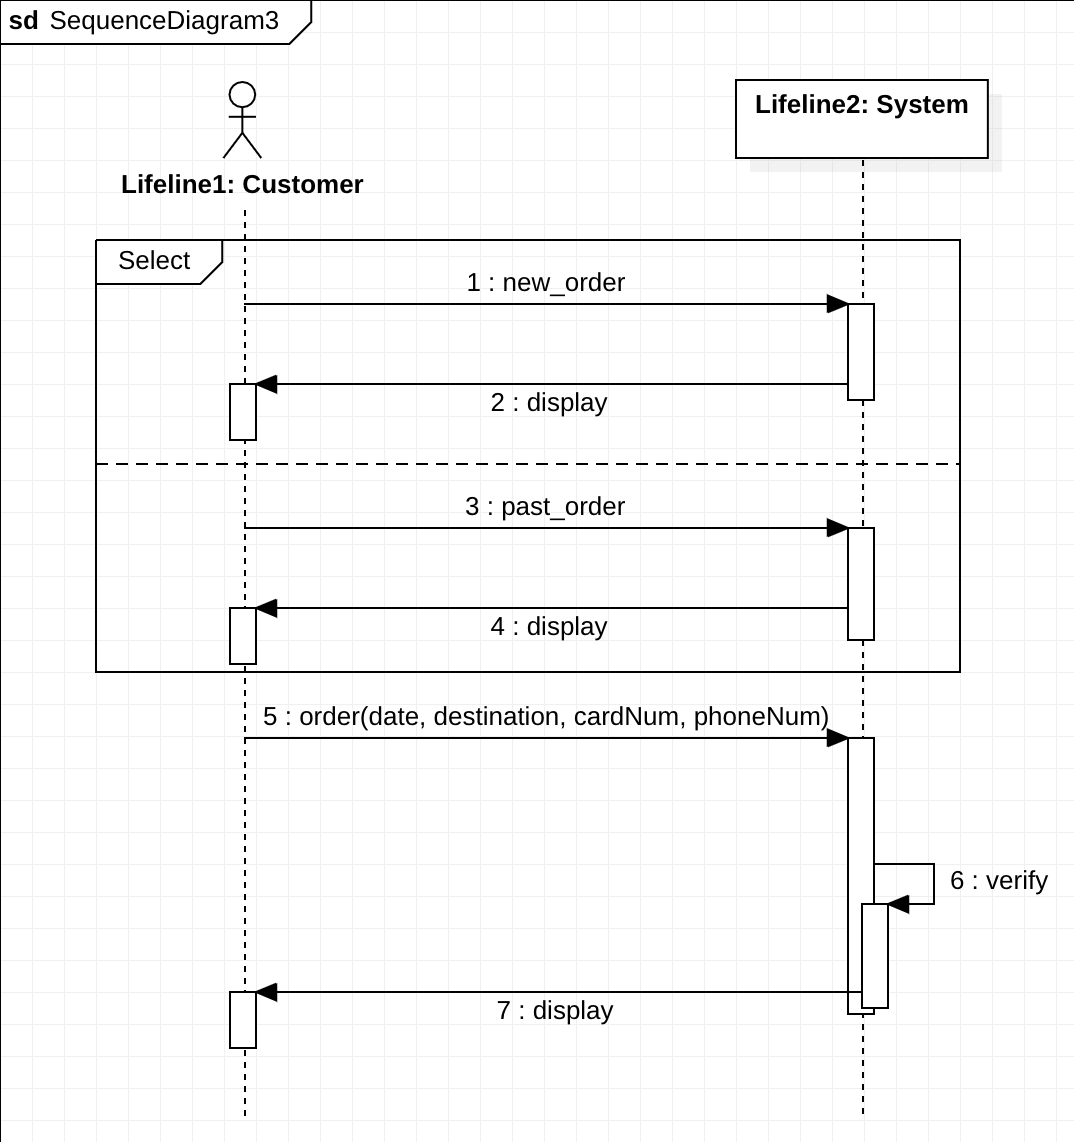 sd SequenceDiagram3
Lifeline2: System
Lifeline1: Customer
Select
1 : new_order
2 : display
3 : past_order
4 : display
5 : order(date, destination, cardNum, phoneNum)
6 : verify
7 : display